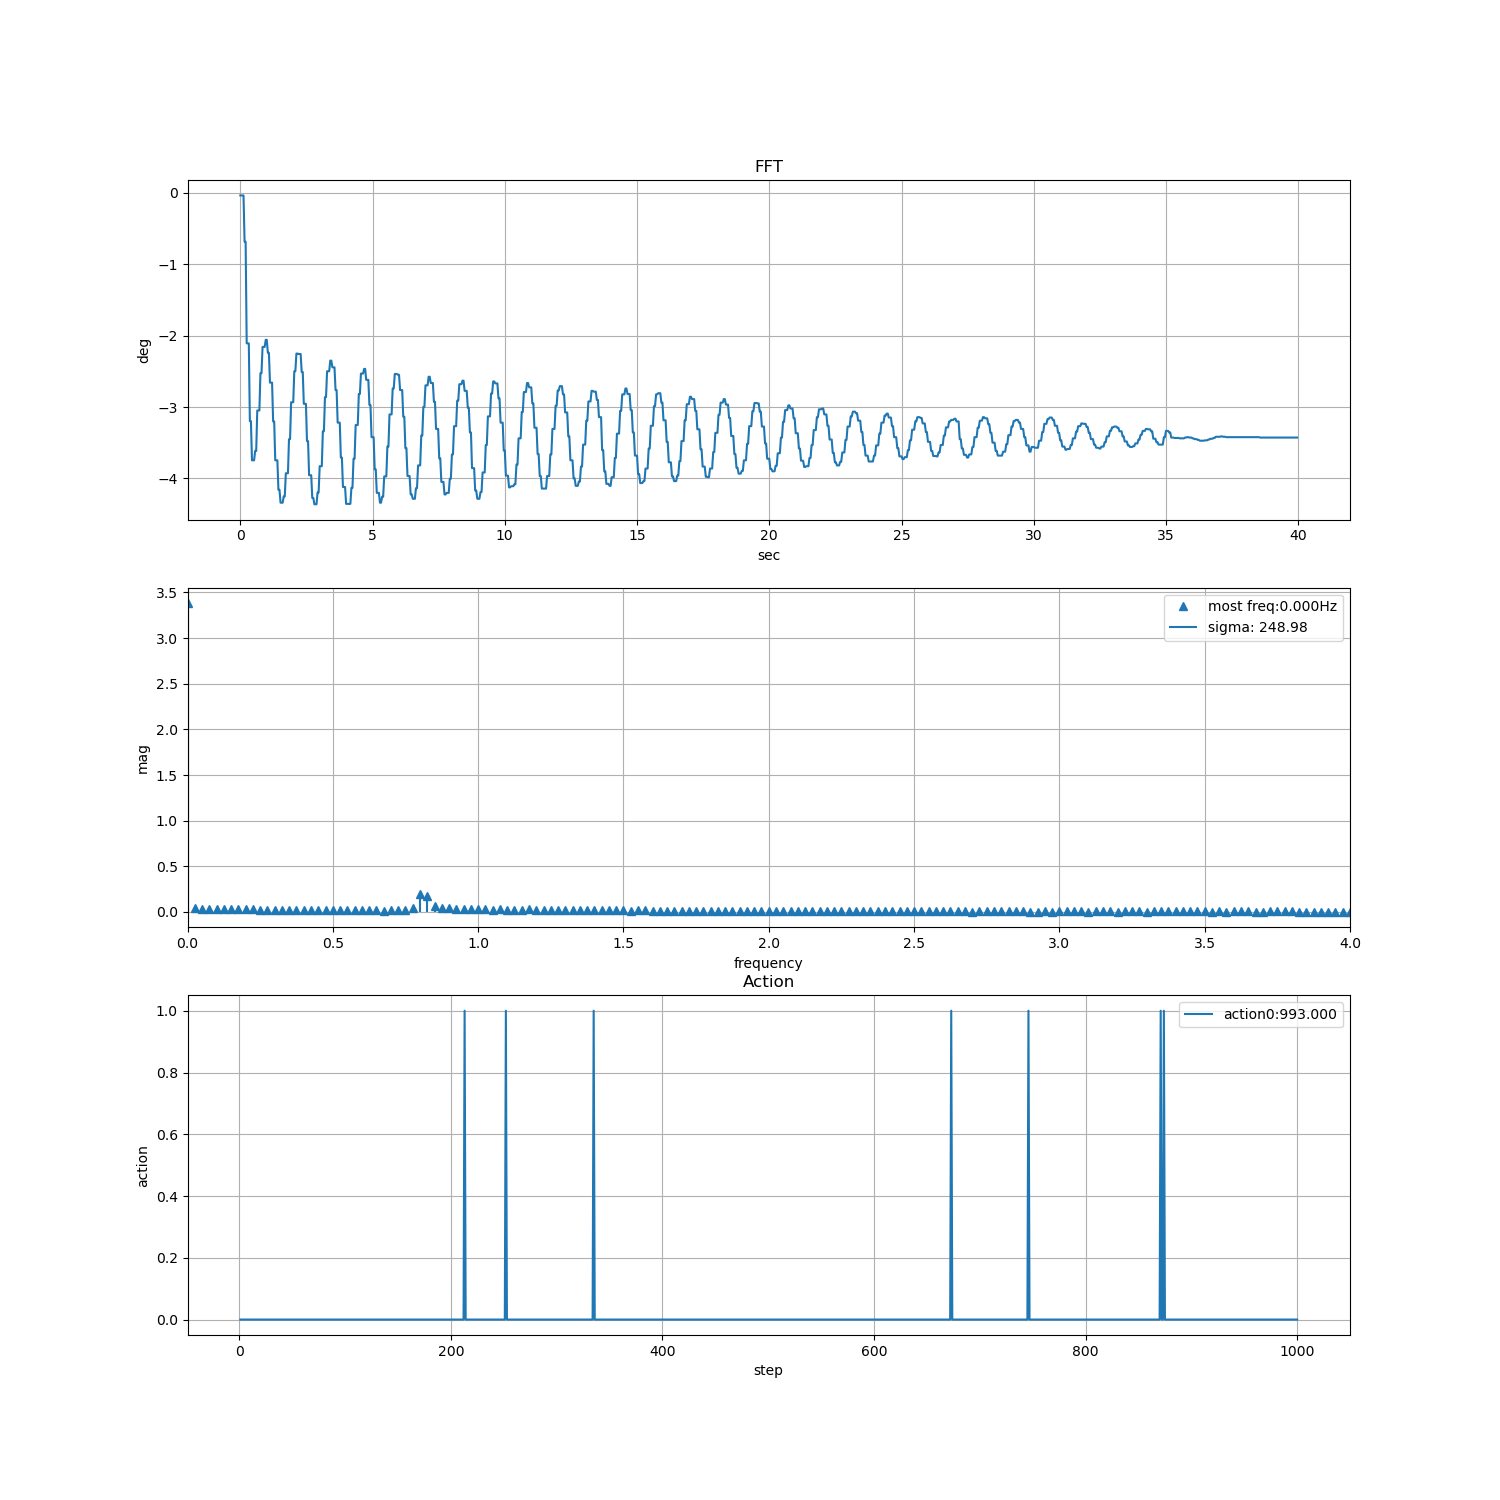 FFT
0
−1
−2
−3
−4
deg
0 5 10 15 20 25 30 35 40
sec
3.5
3.0
2.5
2.0
1.5
1.0
0.5
0.0
mag
most freq:0.000Hz
sigma: 248.98
0.0 0.5 1.0 1.5 2.0 2.5 3.0 3.5 4.0
frequency
Action
1.0
0.8
0.6
0.4
0.2
0.0
action
action0:993.000
0 200 400 600 800 1000
step